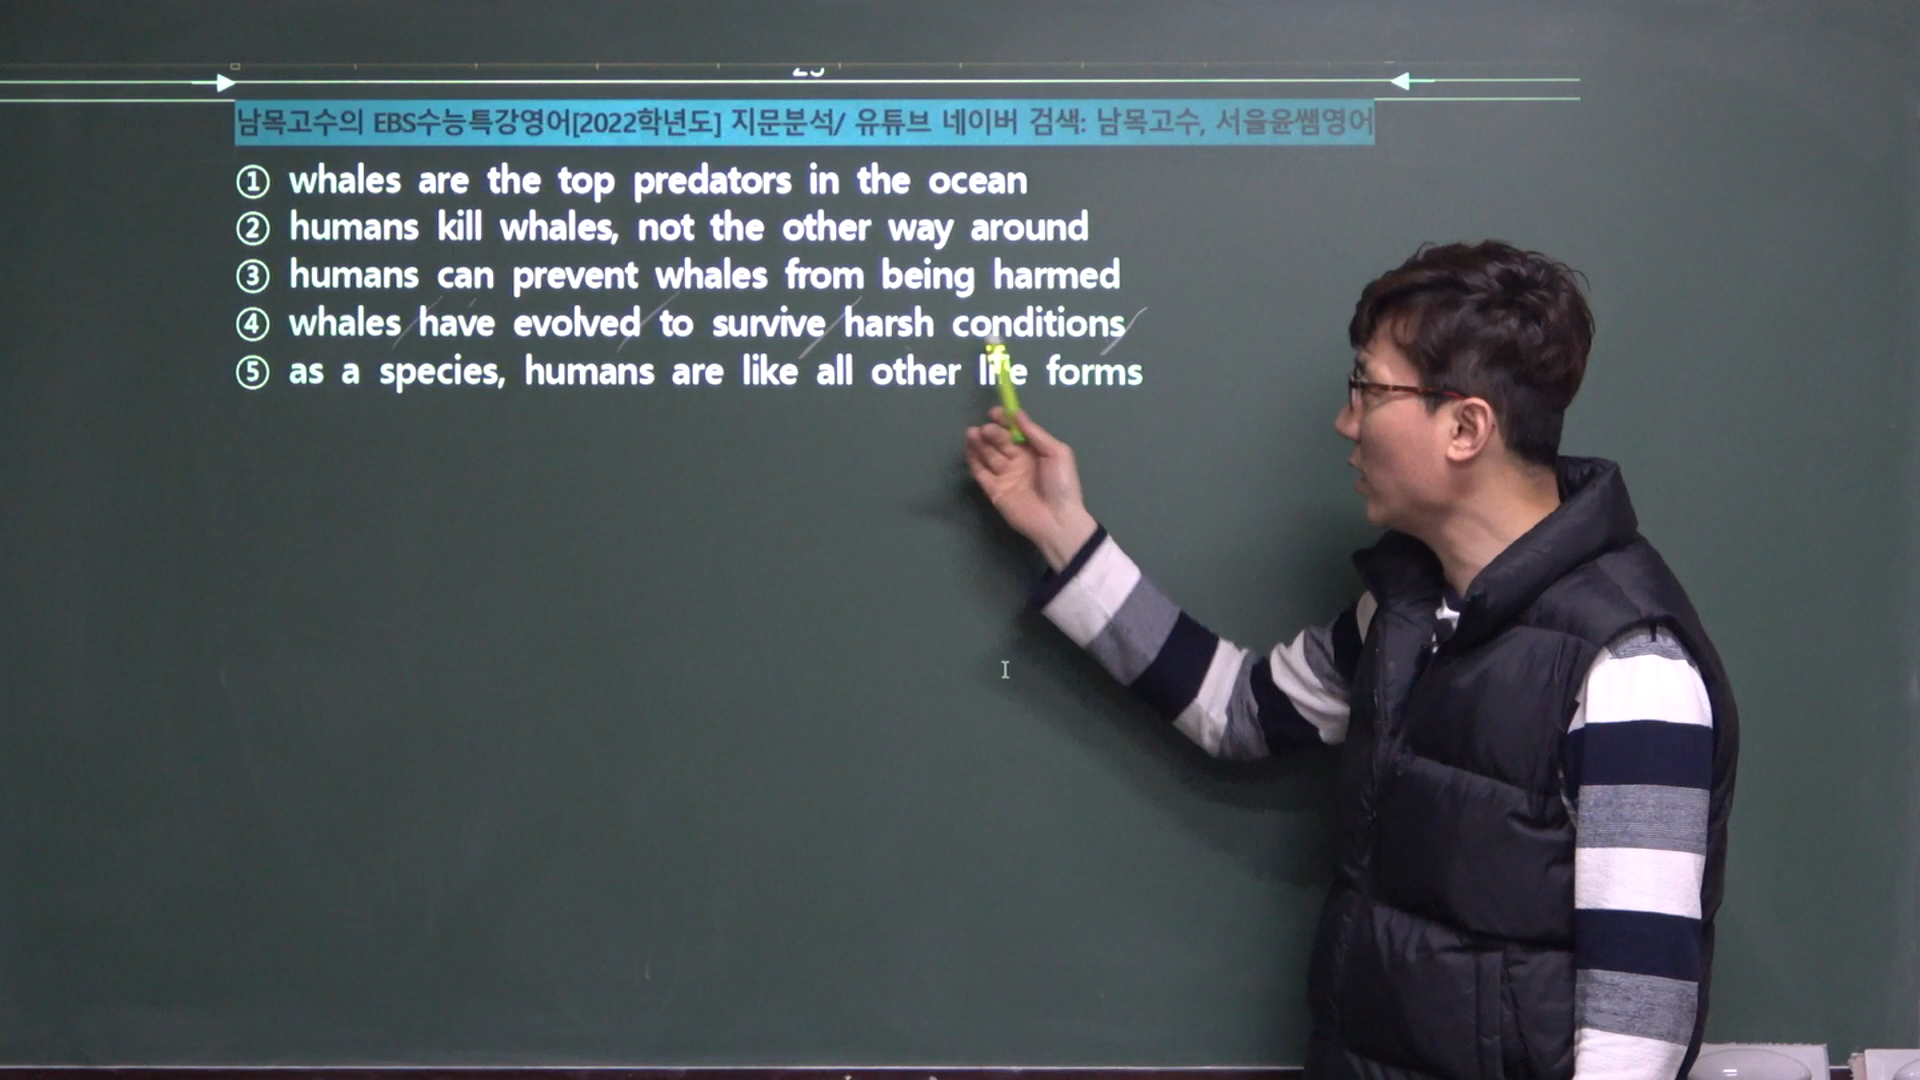 남목고수의 EBS수능특강영어[2022학년도] 지문분석/ 유튜브 네이버 검색: 남목고수, 서울윤쌤영어
① whales are the top predators in the ocean
② humans kill whales, not the other way around
③ humans can prevent whales from being harmed
④ whales have evolved to survive harsh conditions
⑤ as a species, humans are like all other life forms